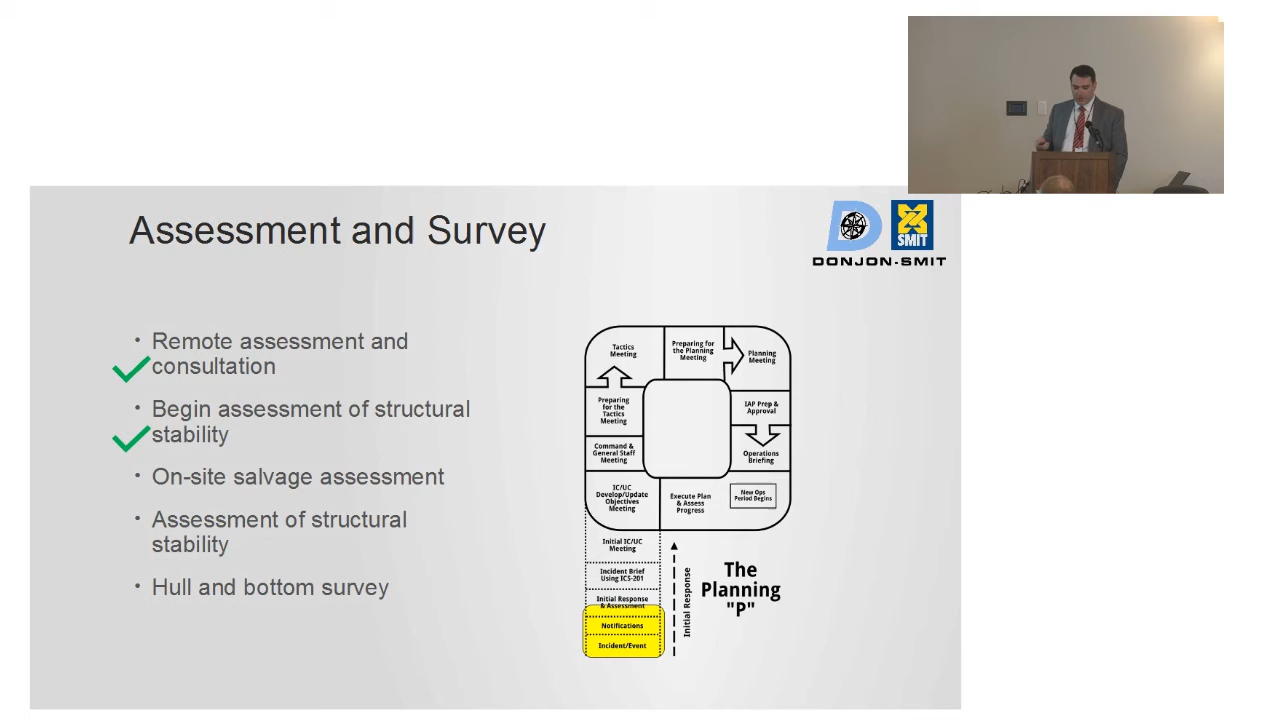 Assessment and Survey
SMIT
DONJON-SMIT
• Remote assessment and
consultation
• Begin assessment of structural
stability
• On-site salvage assessment
• Assessment of structural
stability
• Hull and bottom survey
Tactics
Meeting
Preparing for
the Planning
Meeting
Planning
Meeting
Preparing
for the
Tactics
Meeting
IAP Prep &
Approval
Command &
General Staff
Meeting
Operations
Briefing
IC/UC
Develop/Update
Objectives
Meeting
Execute Plan
& Assess
Progress
New Ops
Period Begins
Initial IC/UC
Meeting
Incident Brief
Using ICS-201
Initial Response
& Assessment
Notifications
Incident/Event
Initial Response
The
Planning
"P"